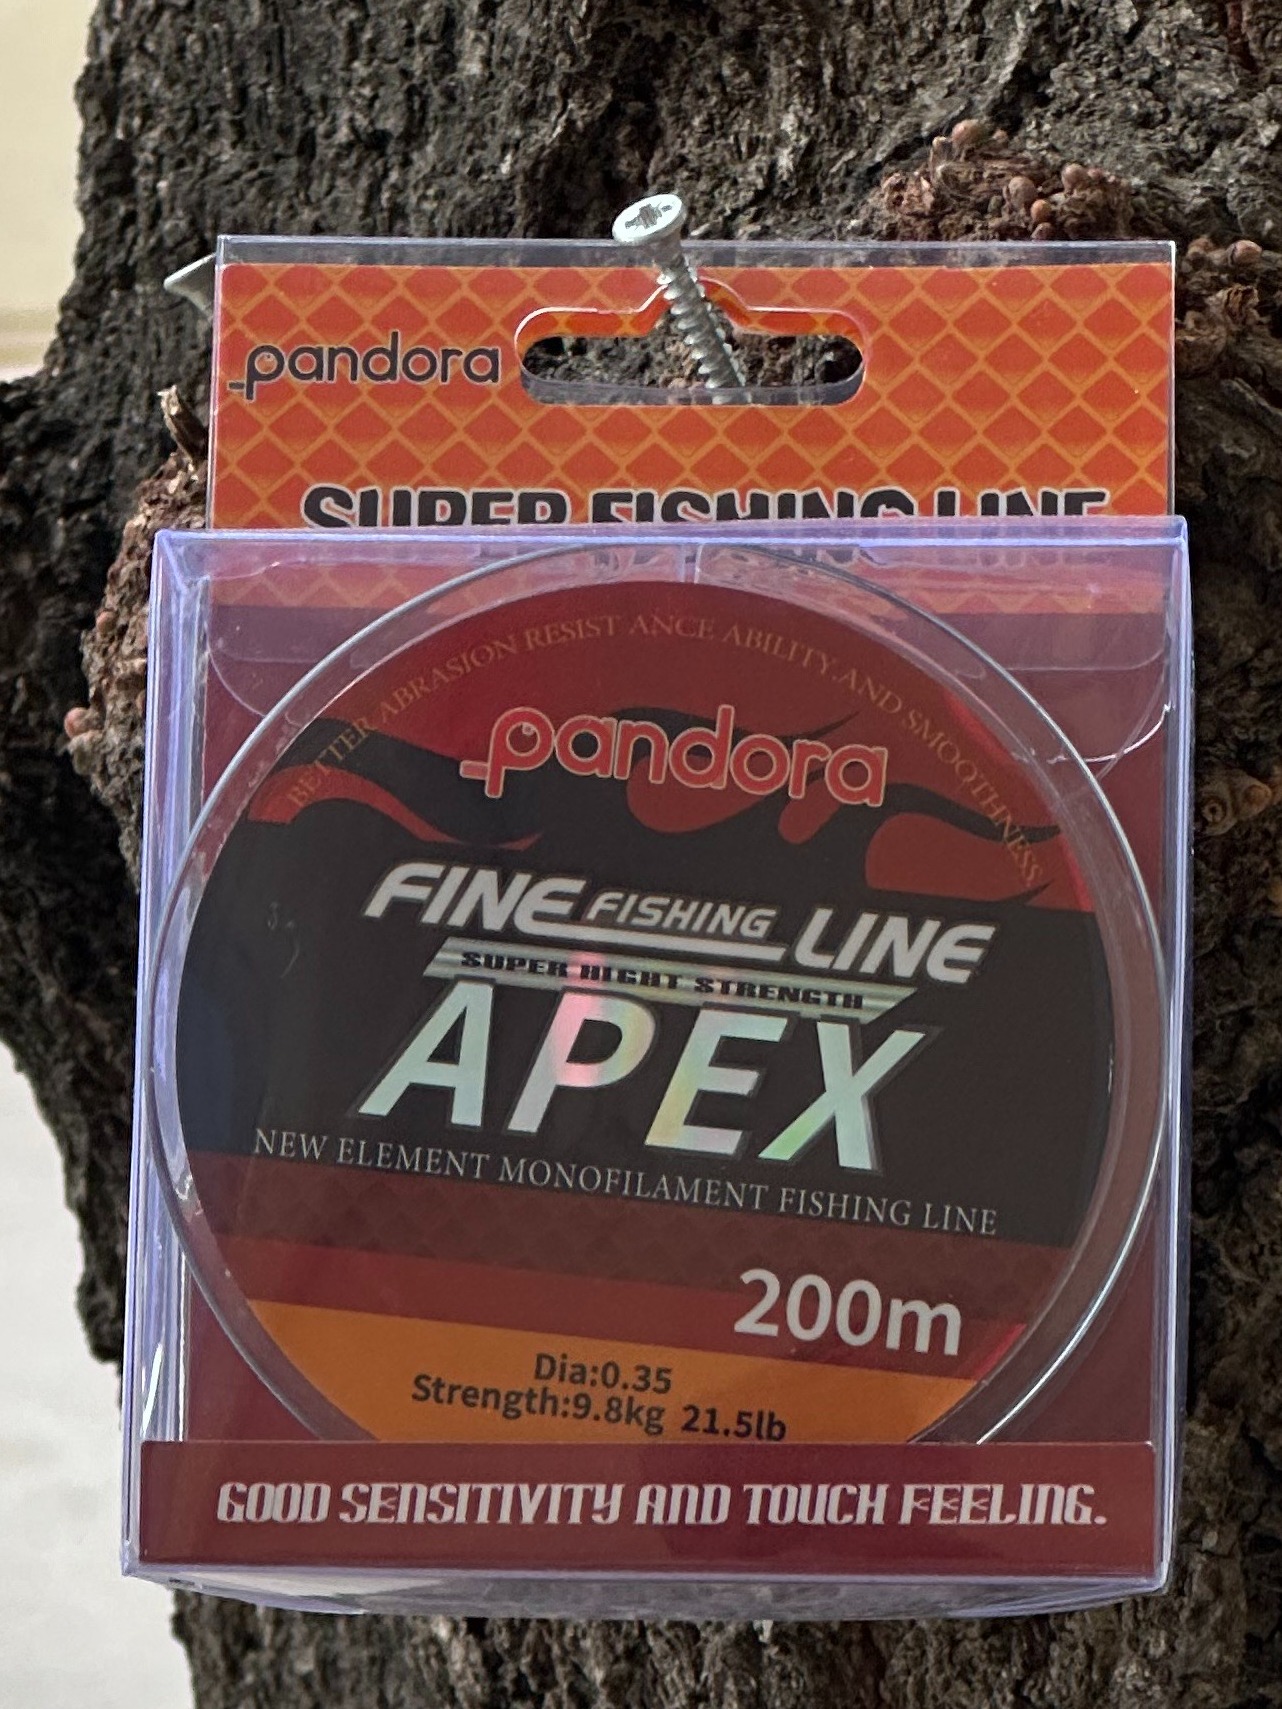 pandora
SUPER FISHING LINE
BETTER ABRASION RESIST ANCE ABILITY.AND SMOOTHNESS
pandora
FINE FISHING LINE
SUPER HIGHT STRENGTH
APEX
NEW ELEMENT MONOFILAMENT FISHING LINE
200m
Dia:0.35
Strength:9.8kg 21.5lb
GOOD SENSITIVITY AND TOUCH FEELING.